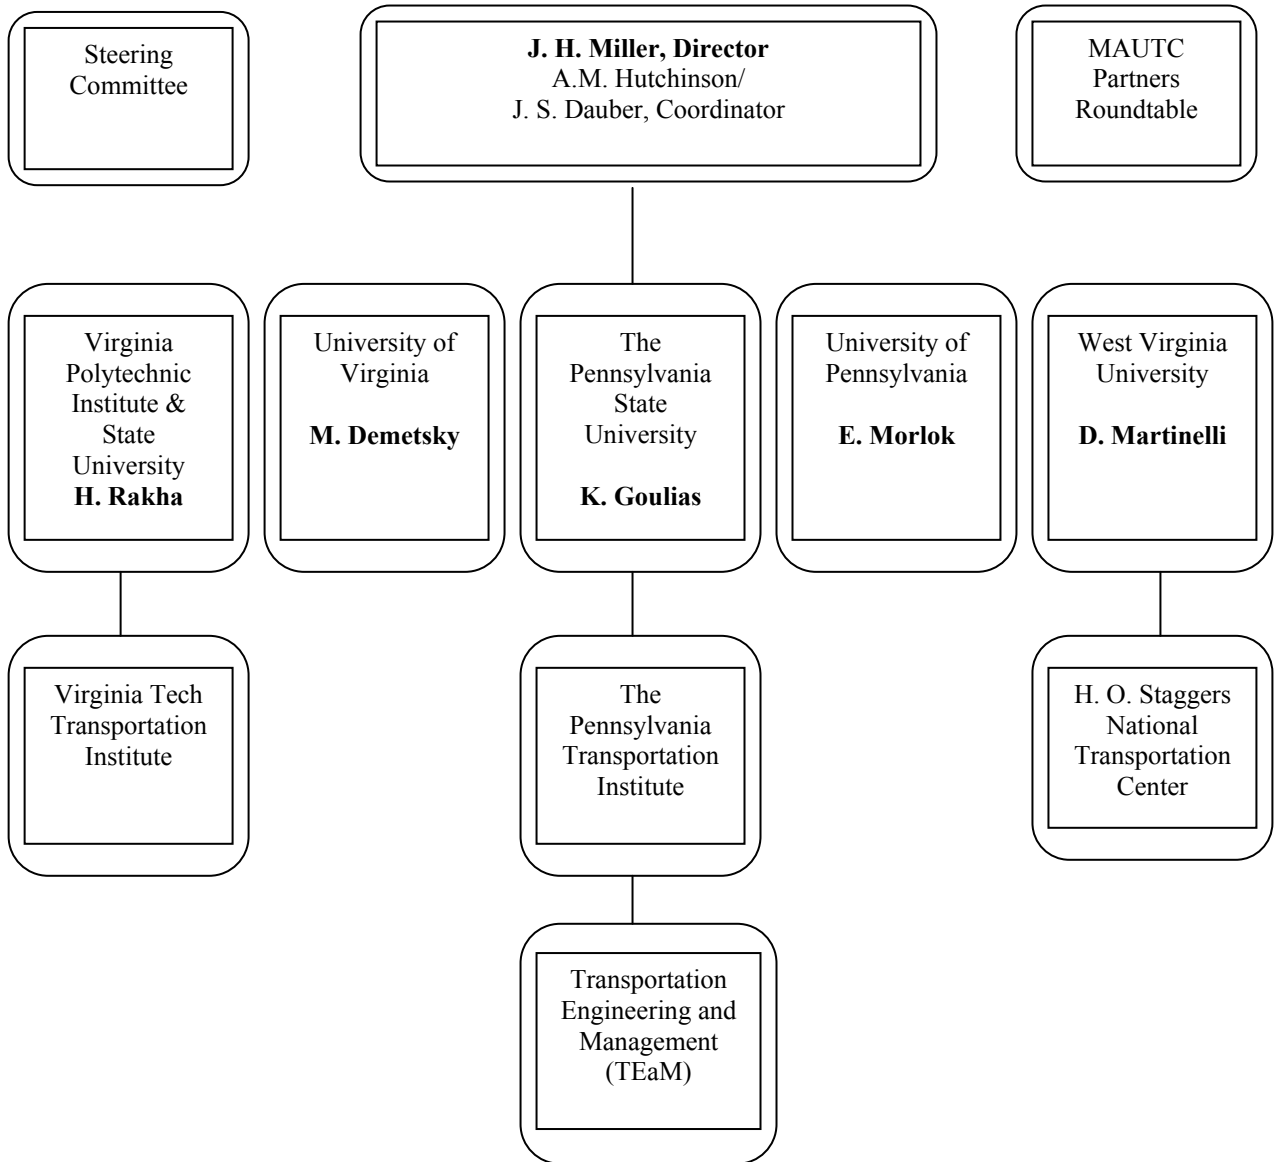 Steering
Committee
J. H. Miller, Director
A.M. Hutchinson/
J. S. Dauber, Coordinator
MAUTC
Partners
Roundtable
Virginia
Polytechnic
Institute &
State
University
H. Rakha
University of
Virginia
M. Demetsky
The
Pennsylvania
State
University
K. Goulias
University of
Pennsylvania
E. Morlok
West Virginia
University
D. Martinelli
Virginia Tech
Transportation
Institute
The
Pennsylvania
Transportation
Institute
H. O. Staggers
National
Transportation
Center
Transportation
Engineering and
Management
(TEaM)